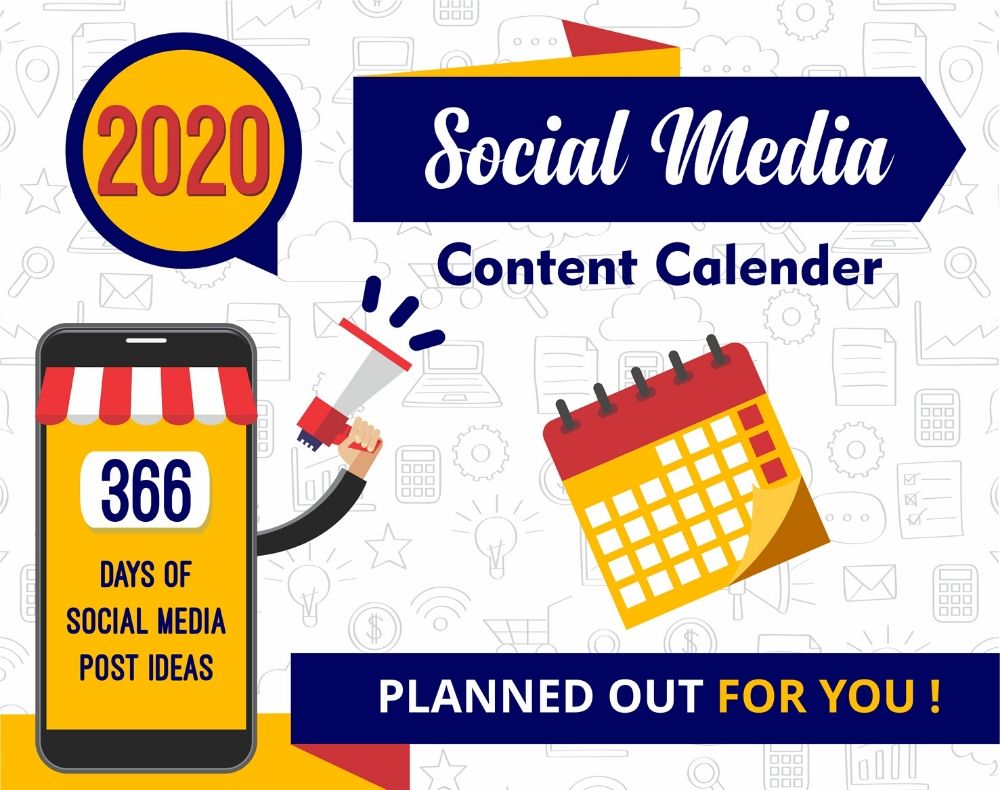 2020
Social Media
Content Calender
366
DAYS OF
SOCIAL MEDIA
POST IDEAS
PLANNED OUT FOR YOU !